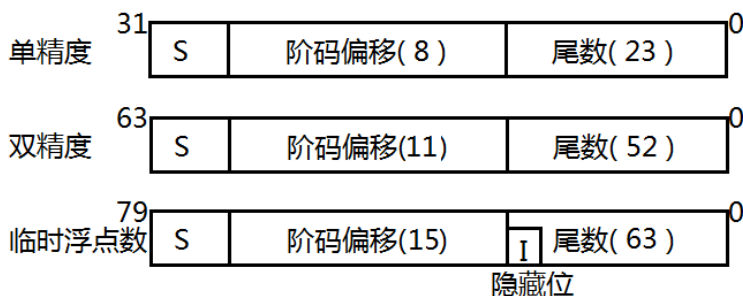 31 0
单精度 S 阶码偏移( 8 ) 尾数( 23 )
63 0
双精度 S 阶码偏移(11) 尾数( 52 )
79 0
临时浮点数 S 阶码偏移(15) I 尾数( 63 )
隐藏位